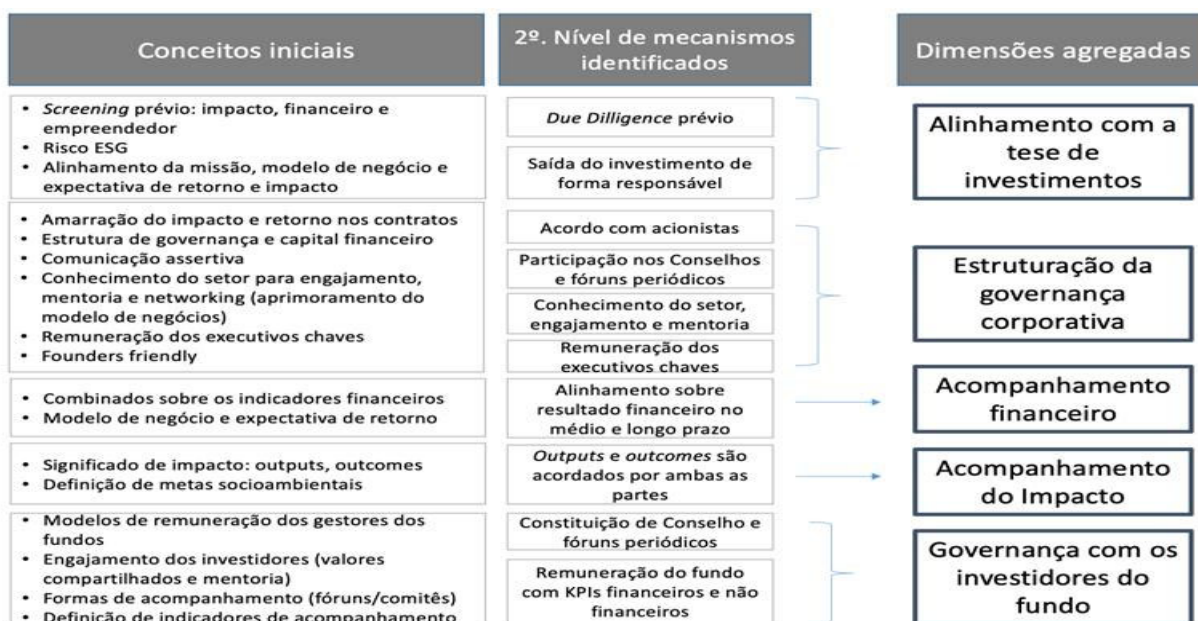 Conceitos iniciais
2º. Nível de mecanismos
identificados
Dimensões agregadas
• Screening prévio: impacto, financeiro e
empreendedor
• Risco ESG
• Alinhamento da missão, modelo de negócio e
expectativa de retorno e impacto
Due Dilligence prévio
Saída do investimento de
forma responsável
Alinhamento com a
tese de
investimentos
• Amarração do impacto e retorno nos contratos
• Estrutura de governança e capital financeiro
• Comunicação assertiva
• Conhecimento do setor para engajamento,
mentoria e networking (aprimoramento do
modelo de negócios)
• Remuneração dos executivos chaves
• Founders friendly
Acordo com acionistas
Participação nos Conselhos
e fóruns periódicos
Conhecimento do setor,
engajamento e mentoria
Remuneração dos
executivos chaves
Estruturação da
governança
corporativa
• Combinados sobre os indicadores financeiros
• Modelo de negócio e expectativa de retorno
Alinhamento sobre
resultado financeiro no
médio e longo prazo
Acompanhamento
financeiro
• Significado de impacto: outputs, outcomes
• Definição de metas socioambientais
Outputs e outcomes são
acordados por ambas as
partes
Acompanhamento
do Impacto
• Modelos de remuneração dos gestores dos
fundos
• Engajamento dos investidores (valores
compartilhados e mentoria)
• Formas de acompanhamento (fóruns/comitês)
• Definição de indicadores de acompanhamento
Constituição de Conselho e
fóruns periódicos
Remuneração do fundo
com KPIs financeiros e não
financeiros
Governança com os
investidores do
fundo